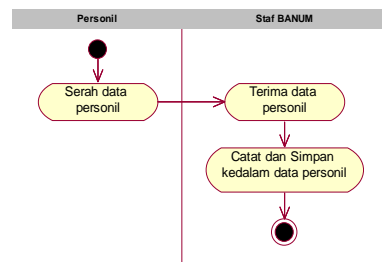 Personil
Staf BANUM
Serah data
personil
Terima data
personil
Catat dan Simpan
kedalam data personil